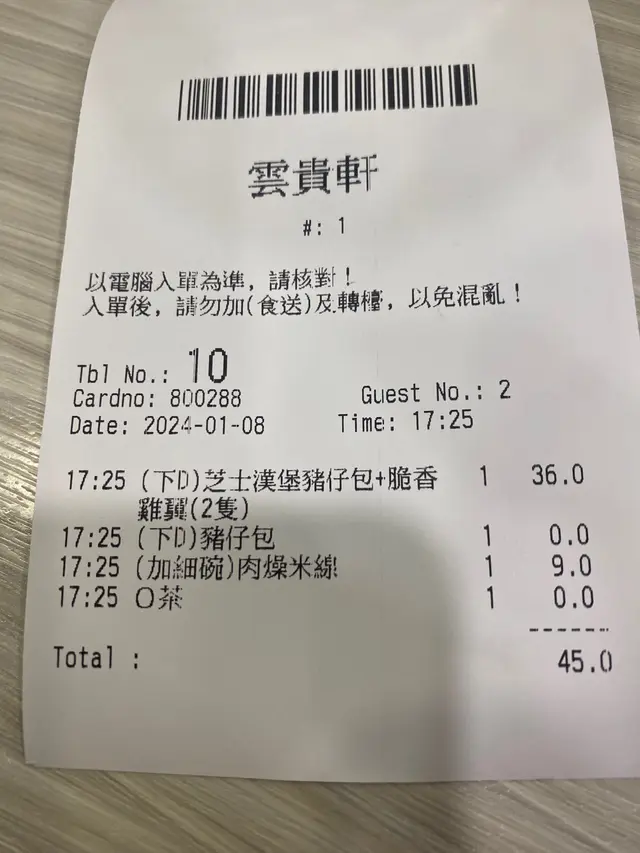 雲貴軒
#: 1
以電腦入單為準, 請核對!
入單後, 請勿加(食送)及轉檯, 以免混亂!
Tbl No.: 10
Cardno: 800288 Guest No.: 2
Date: 2024-01-08 Time: 17:25
17:25 (下D)芝士漢堡豬仔包+脆香 1 36.0
雞翼(2隻)
17:25 (下D)豬仔包 1 0.0
17:25 (加細碗)肉燥米線 1 9.0
17:25 O茶 1 0.0
------
Total : 45.0